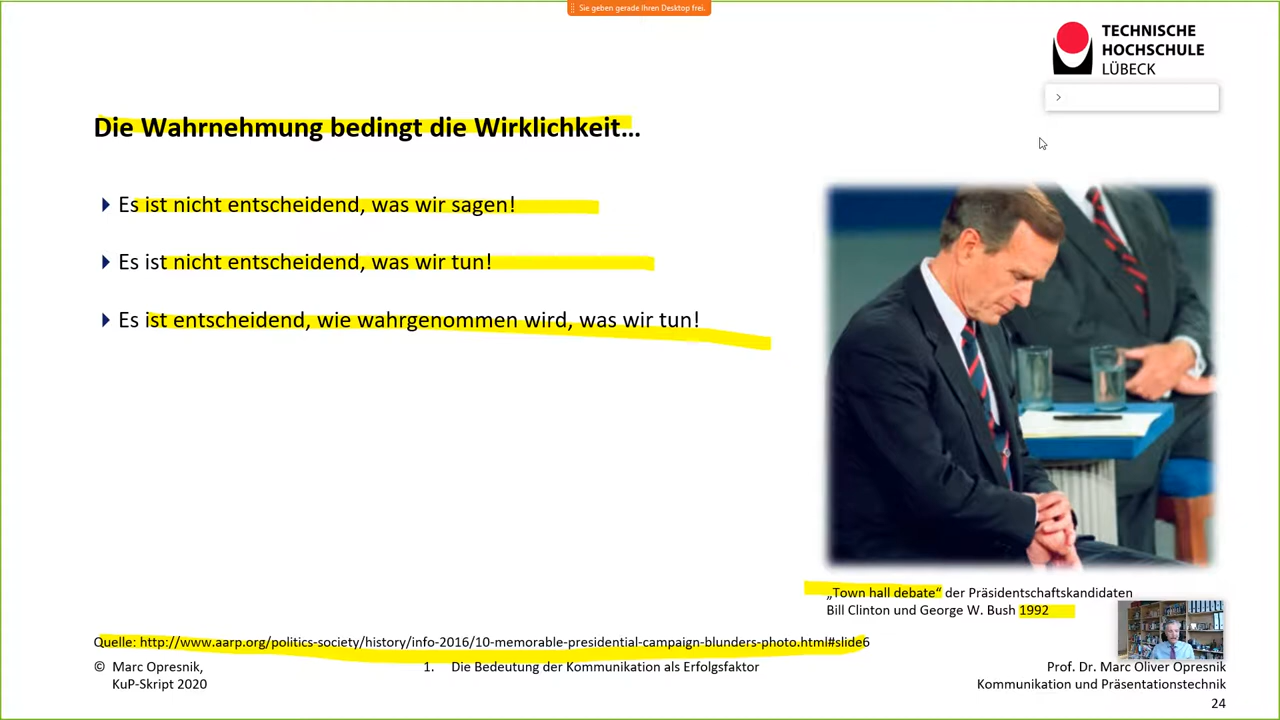 Sie geben gerade Ihren Desktop frei.
TECHNISCHE
HOCHSCHULE
LÜBECK
Die Wahrnehmung bedingt die Wirklichkeit…
Es ist nicht entscheidend, was wir sagen!
Es ist nicht entscheidend, was wir tun!
Es ist entscheidend, wie wahrgenommen wird, was wir tun!
„Town hall debate“ der Präsidentschaftskandidaten
Bill Clinton und George W. Bush 1992
Quelle: http://www.aarp.org/politics-society/history/info-2016/10-memorable-presidential-campaign-blunders-photo.html#slide6
© Marc Opresnik,
KuP-Skript 2020
1. Die Bedeutung der Kommunikation als Erfolgsfaktor
Prof. Dr. Marc Oliver Opresnik
Kommunikation und Präsentationstechnik
24